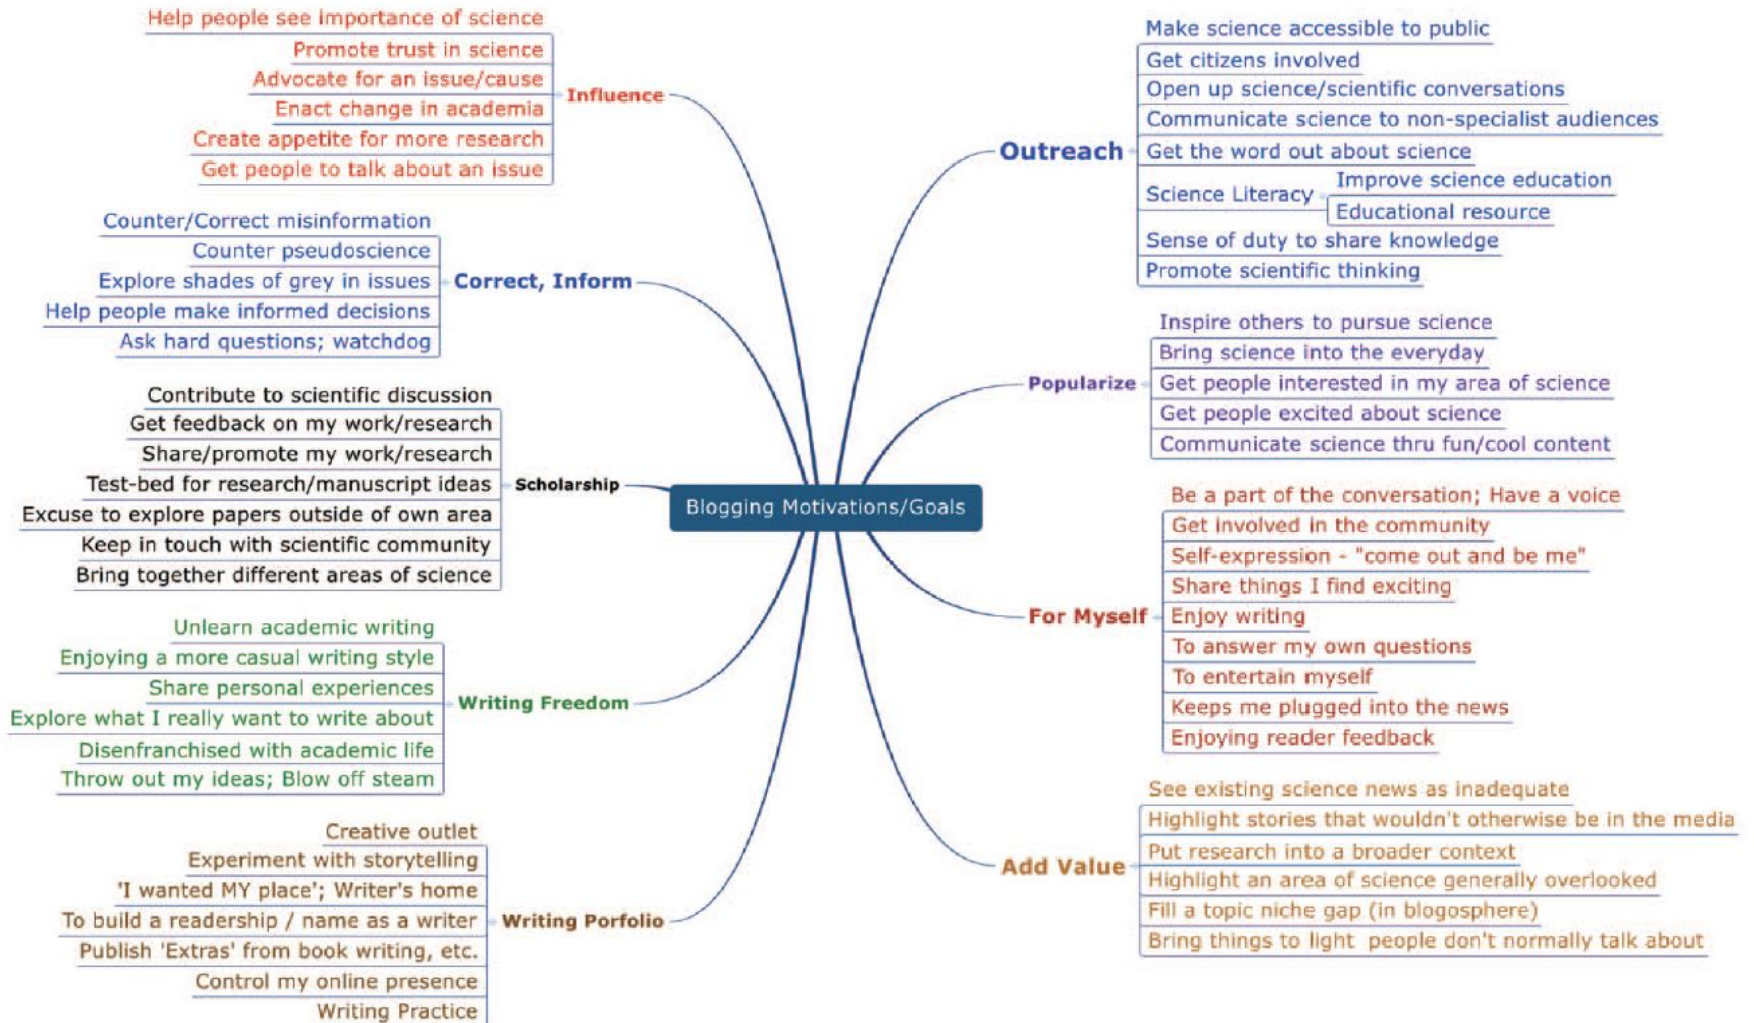 Help people see importance of science
Promote trust in science
Advocate for an issue/cause
Enact change in academia
Create appetite for more research
Get people to talk about an issue
Influence
Counter/Correct misinformation
Counter pseudoscience
Explore shades of grey in issues
Help people make informed decisions
Ask hard questions; watchdog
Correct, Inform
Contribute to scientific discussion
Get feedback on my work/research
Share/promote my work/research
Test-bed for research/manuscript ideas
Excuse to explore papers outside of own area
Keep in touch with scientific community
Bring together different areas of science
Scholarship
Unlearn academic writing
Enjoying a more casual writing style
Share personal experiences
Explore what I really want to write about
Disenfranchised with academic life
Throw out my ideas; Blow off steam
Writing Freedom
Creative outlet
Experiment with storytelling
'I wanted MY place'; Writer's home
To build a readership / name as a writer
Publish 'Extras' from book writing, etc.
Control my online presence
Writing Practice
Writing Porfolio
Blogging Motivations/Goals
Outreach
Make science accessible to public
Get citizens involved
Open up science/scientific conversations
Communicate science to non-specialist audiences
Get the word out about science
Science Literacy
Improve science education
Educational resource
Sense of duty to share knowledge
Promote scientific thinking
Popularize
Inspire others to pursue science
Bring science into the everyday
Get people interested in my area of science
Get people excited about science
Communicate science thru fun/cool content
For Myself
Be a part of the conversation; Have a voice
Get involved in the community
Self-expression - "come out and be me"
Share things I find exciting
Enjoy writing
To answer my own questions
To entertain myself
Keeps me plugged into the news
Enjoying reader feedback
Add Value
See existing science news as inadequate
Highlight stories that wouldn't otherwise be in the media
Put research into a broader context
Highlight an area of science generally overlooked
Fill a topic niche gap (in blogosphere)
Bring things to light people don't normally talk about